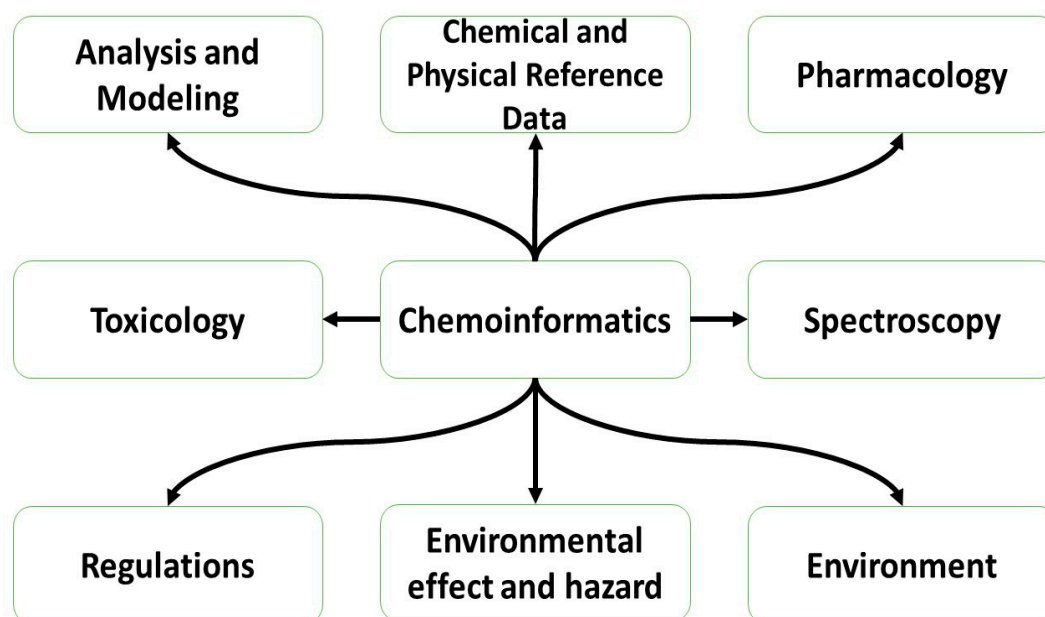 Analysis and
Modeling
Chemical and
Physical Reference
Data
Pharmacology
Toxicology
Chemoinformatics
Spectroscopy
Regulations
Environmental
effect and hazard
Environment